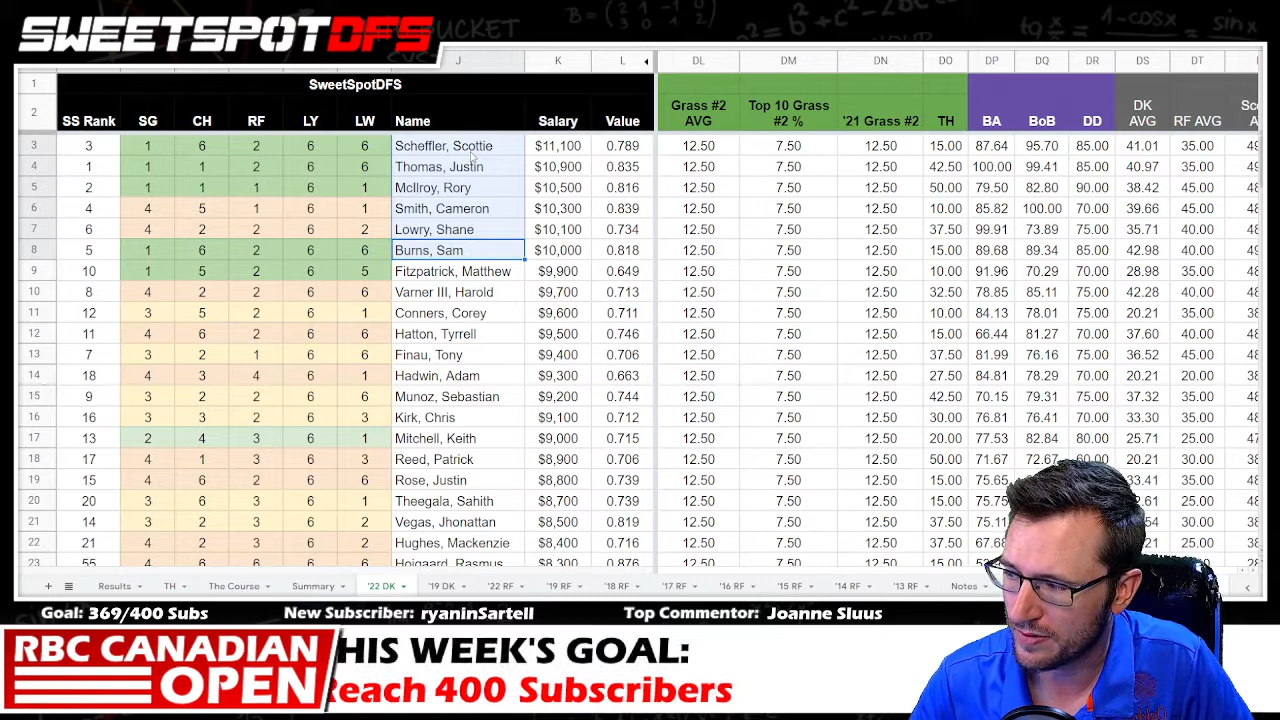 SWEETSPOTDFS
J K L DL DM DN DO DP DQ DR DS DT
1 SweetSpotDFS
2 SS Rank SG CH RF LY LW Name Salary Value Grass #2 AVG Top 10 Grass #2 % '21 Grass #2 TH BA BoB DD DK AVG RF AVG
3 3 1 6 2 6 6 Scheffler, Scottie $11,100 0.789 12.50 7.50 12.50 15.00 87.64 95.70 85.00 41.01 35.00
4 1 1 1 2 6 6 Thomas, Justin $10,900 0.835 12.50 7.50 12.50 42.50 100.00 99.41 85.00 40.97 35.00
5 2 1 1 1 6 1 McIlroy, Rory $10,500 0.816 12.50 7.50 12.50 50.00 79.50 82.80 90.00 38.42 45.00
6 4 4 5 1 6 1 Smith, Cameron $10,300 0.839 12.50 7.50 12.50 10.00 85.82 100.00 70.00 39.66 45.00
7 6 4 2 2 6 2 Lowry, Shane $10,100 0.734 12.50 7.50 12.50 37.50 99.91 73.89 75.00 35.71 40.00
8 5 1 6 2 6 6 Burns, Sam $10,000 0.818 12.50 7.50 12.50 15.00 89.68 89.34 85.00 40.01 35.00
9 10 1 5 2 6 5 Fitzpatrick, Matthew $9,900 0.649 12.50 7.50 12.50 10.00 91.96 70.29 70.00 28.98 35.00
10 8 4 2 2 6 6 Varner III, Harold $9,700 0.713 12.50 7.50 12.50 32.50 78.85 85.11 75.00 42.28 40.00
11 12 3 5 2 6 1 Conners, Corey $9,600 0.711 12.50 7.50 12.50 10.00 84.13 78.01 75.00 20.21 35.00
12 11 4 6 2 6 6 Hatton, Tyrrell $9,500 0.746 12.50 7.50 12.50 15.00 66.44 81.27 70.00 37.60 40.00
13 7 3 2 1 6 6 Finau, Tony $9,400 0.706 12.50 7.50 12.50 37.50 81.99 76.16 75.00 36.52 45.00
14 18 4 3 4 6 1 Hadwin, Adam $9,300 0.663 12.50 7.50 12.50 27.50 84.81 78.29 70.00 20.21 25.00
15 9 3 2 2 6 6 Munoz, Sebastian $9,200 0.744 12.50 7.50 12.50 42.50 70.15 79.31 75.00 37.32 35.00
16 16 3 3 2 6 3 Kirk, Chris $9,100 0.712 12.50 7.50 12.50 30.00 76.81 76.41 70.00 33.30 35.00
17 13 2 4 3 6 1 Mitchell, Keith $9,000 0.715 12.50 7.50 12.50 20.00 77.53 82.84 80.00 25.71 25.00
18 17 4 1 3 6 3 Reed, Patrick $8,900 0.706 12.50 7.50 12.50 50.00 71.67 72.67 60.00 20.21 30.00
19 15 4 6 2 6 6 Rose, Justin $8,800 0.739 12.50 7.50 12.50 15.00 75.65 33.41 35.00
20 20 3 6 3 6 1 Theegala, Sahith $8,700 0.739 12.50 7.50 12.50 15.00 75.75 25.00
21 14 3 2 3 6 2 Vegas, Jhonattan $8,500 0.819 12.50 7.50 12.50 37.50 75.11 30.00
22 21 4 2 3 6 6 Hughes, Mackenzie $8,400 0.716 12.50 7.50 12.50 37.50 25.00
23 55
+ Results TH The Course Summary '22 DK '19 DK '22 RF '19 RF '18 RF '17 RF '16 RF '15 RF '14 RF '13 RF Notes
Goal: 369/400 Subs New Subscriber: ryaninSartell Top Commentor: Joanne Sluus
RBC CANADIAN OPEN
HIS WEEK'S GOAL:
Reach 400 Subscribers